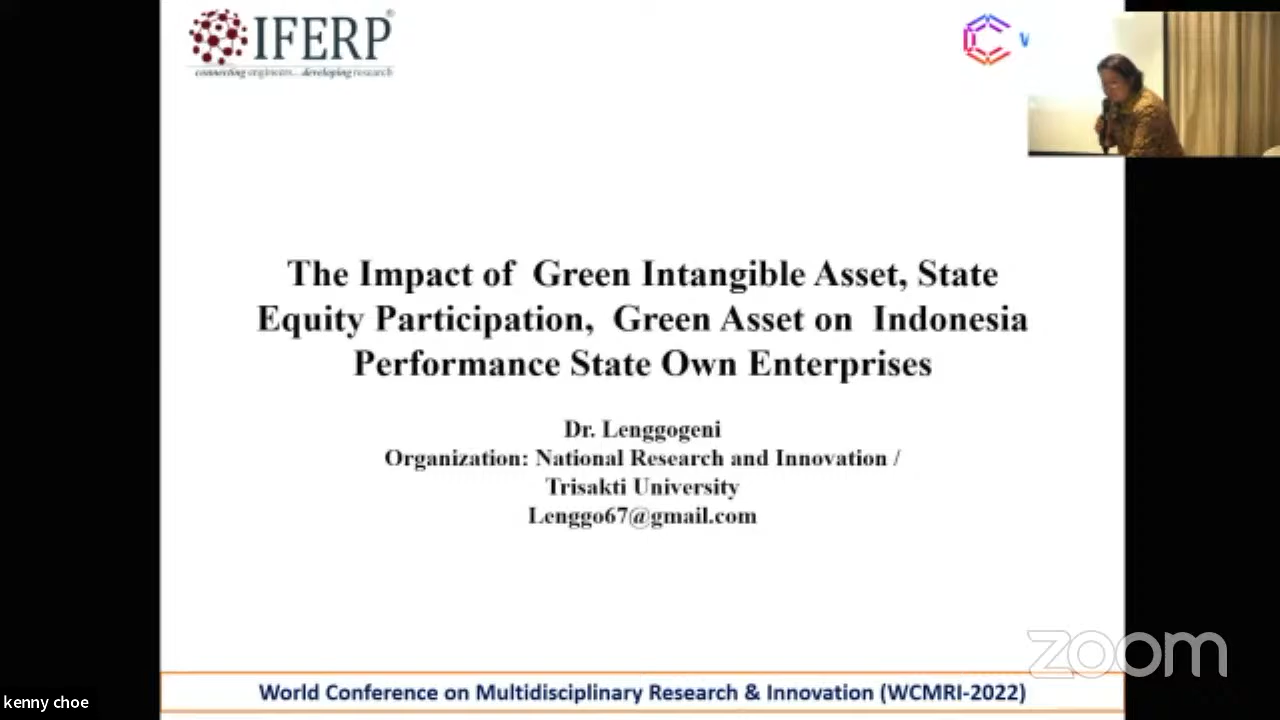 IFERP
connecting engineers... developing research
The Impact of Green Intangible Asset, State
Equity Participation, Green Asset on Indonesia
Performance State Own Enterprises
Dr. Lenggogeni
Organization: National Research and Innovation /
Trisakti University
Lenggo67@gmail.com
zoom
World Conference on Multidisciplinary Research & Innovation (WCMRI-2022)
kenny choe